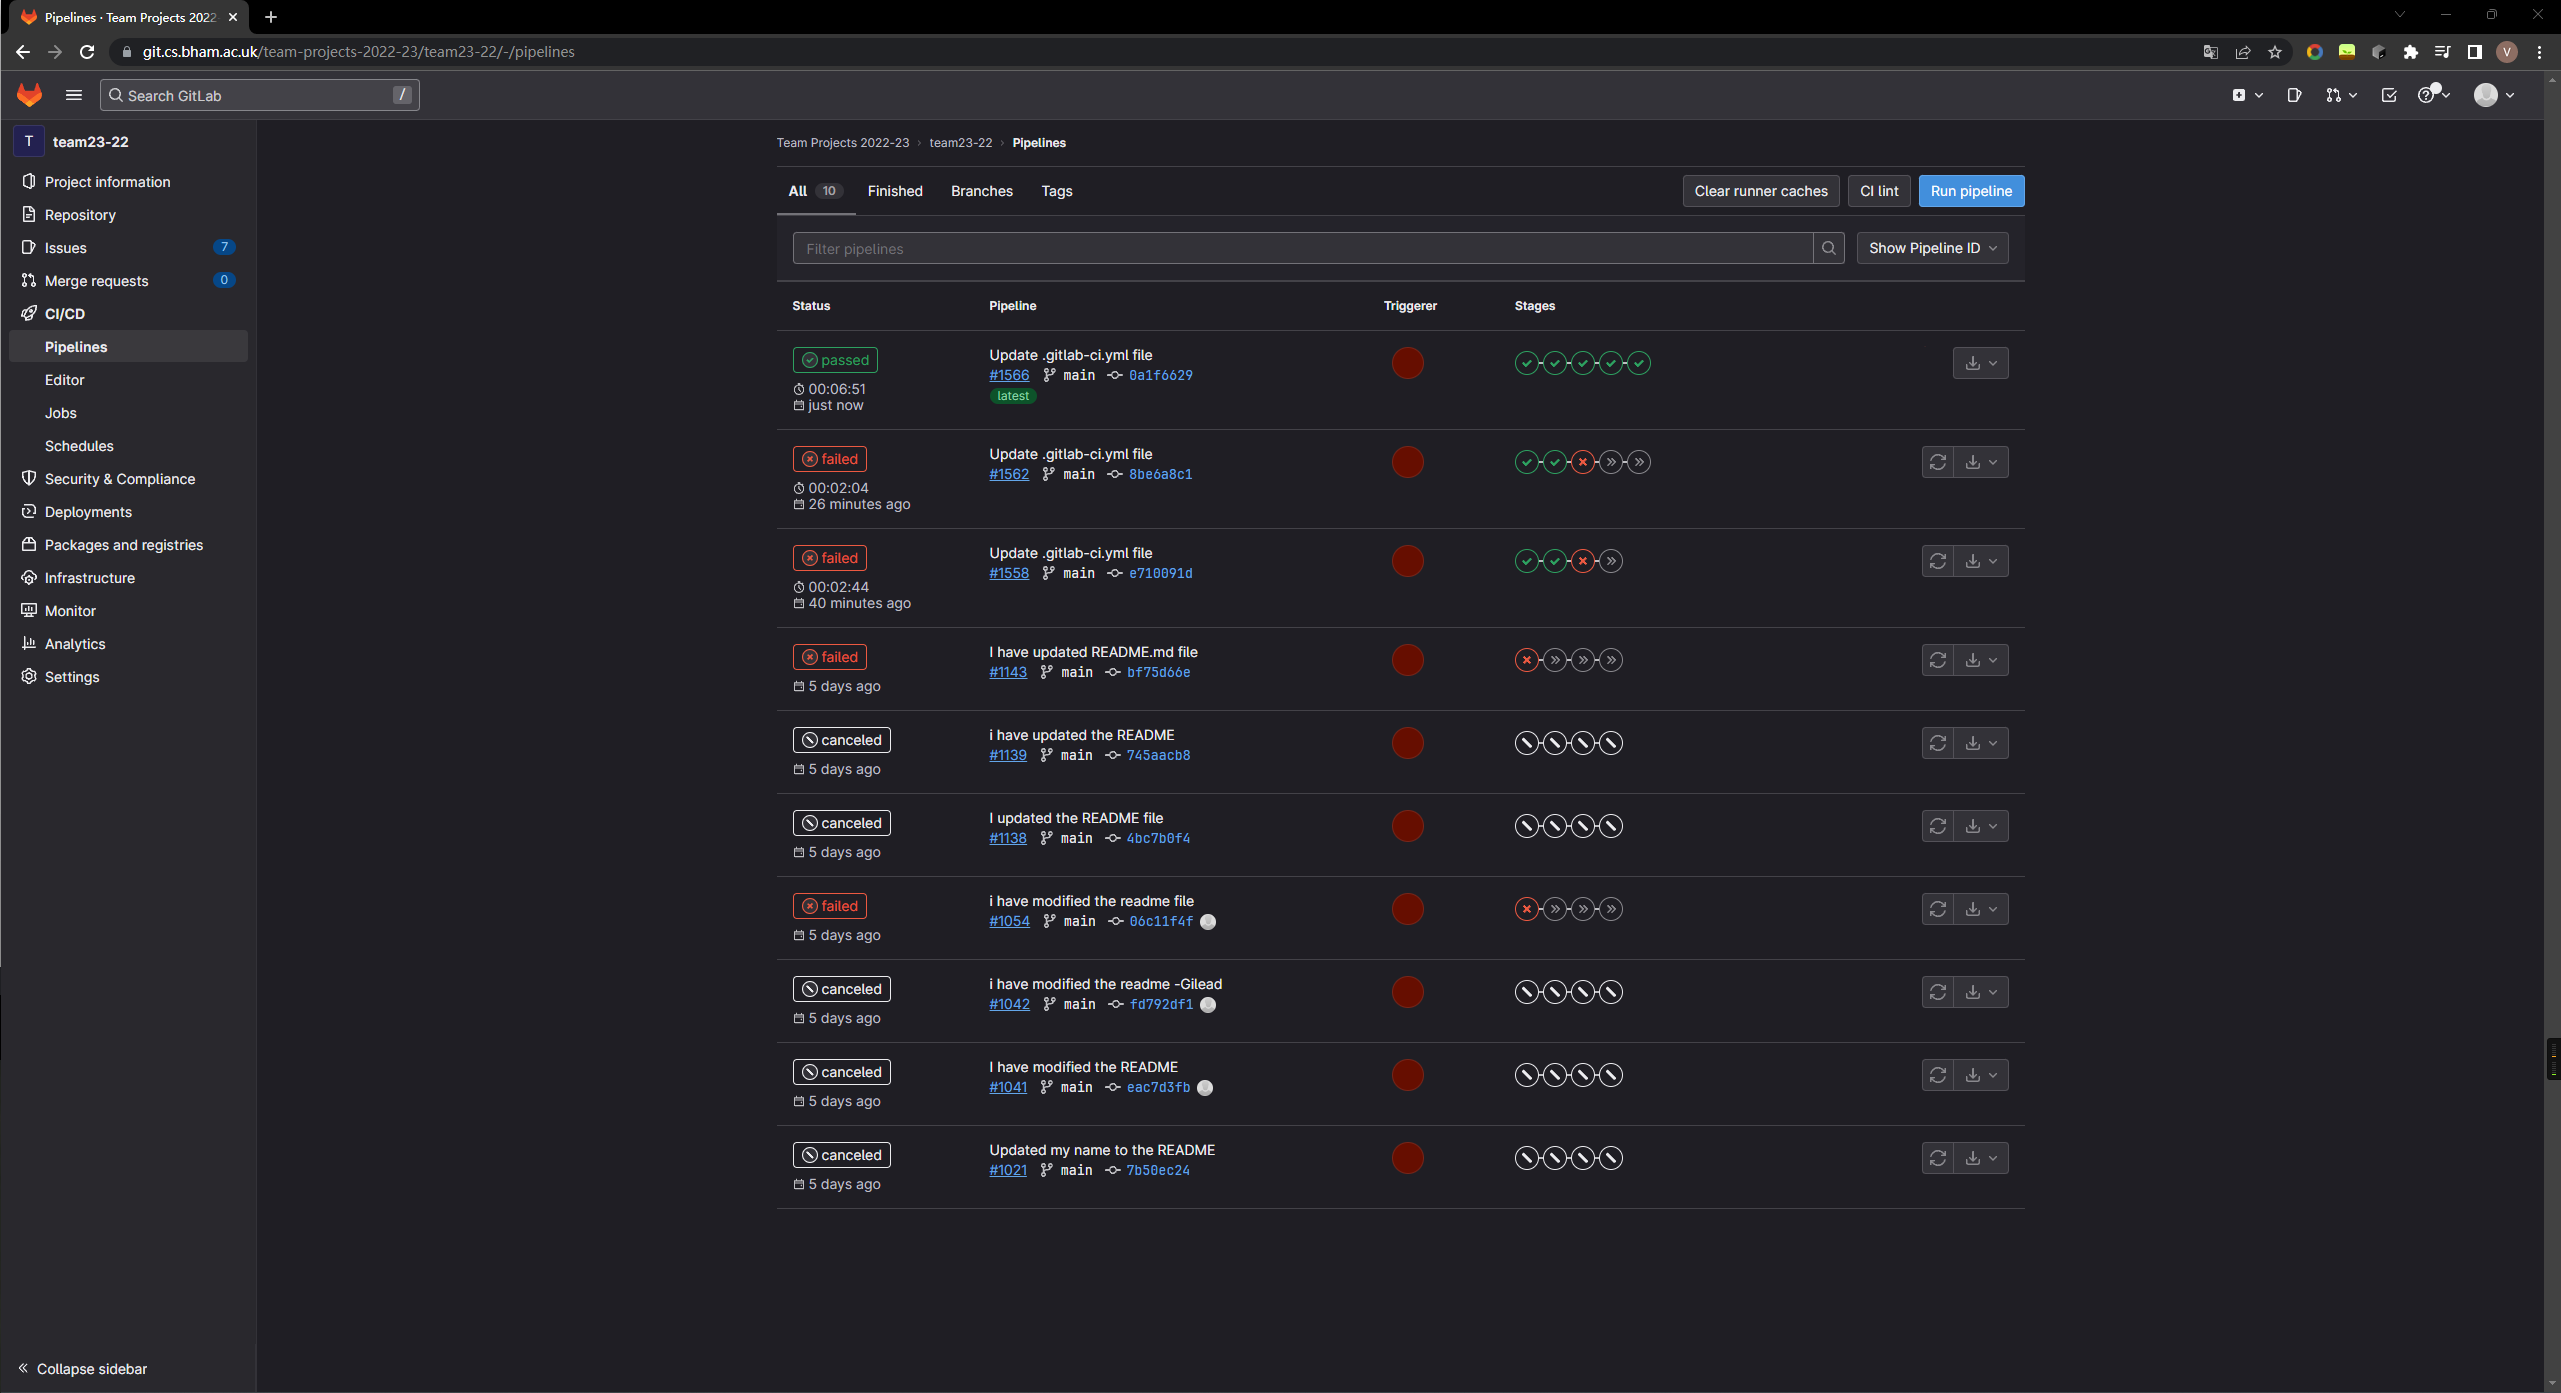 Pipelines · Team Projects 2022
git.cs.bham.ac.uk/team-projects-2022-23/team23-22/-/pipelines
V
Search GitLab /
T team23-22
Project information
Repository
Issues 7
Merge requests 0
CI/CD
Pipelines
Editor
Jobs
Schedules
Security & Compliance
Deployments
Packages and registries
Infrastructure
Monitor
Analytics
Settings
Collapse sidebar
Team Projects 2022-23 › team23-22 › Pipelines
All 10 Finished Branches Tags Clear runner caches CI lint Run pipeline
Filter pipelines Show Pipeline ID
Status Pipeline Triggerer Stages
passed Update .gitlab-ci.yml file
#1566 main 0a1f6629
00:06:51
latest
just now
failed Update .gitlab-ci.yml file
#1562 main 8be6a8c1
00:02:04
26 minutes ago
failed Update .gitlab-ci.yml file
#1558 main e710091d
00:02:44
40 minutes ago
failed I have updated README.md file
#1143 main bf75d66e
5 days ago
canceled i have updated the README
#1139 main 745aacb8
5 days ago
canceled I updated the README file
#1138 main 4bc7b0f4
5 days ago
failed i have modified the readme file
#1054 main 06c11f4f
5 days ago
canceled i have modified the readme -Gilead
#1042 main fd792df1
5 days ago
canceled I have modified the README
#1041 main eac7d3fb
5 days ago
canceled Updated my name to the README
#1021 main 7b50ec24
5 days ago